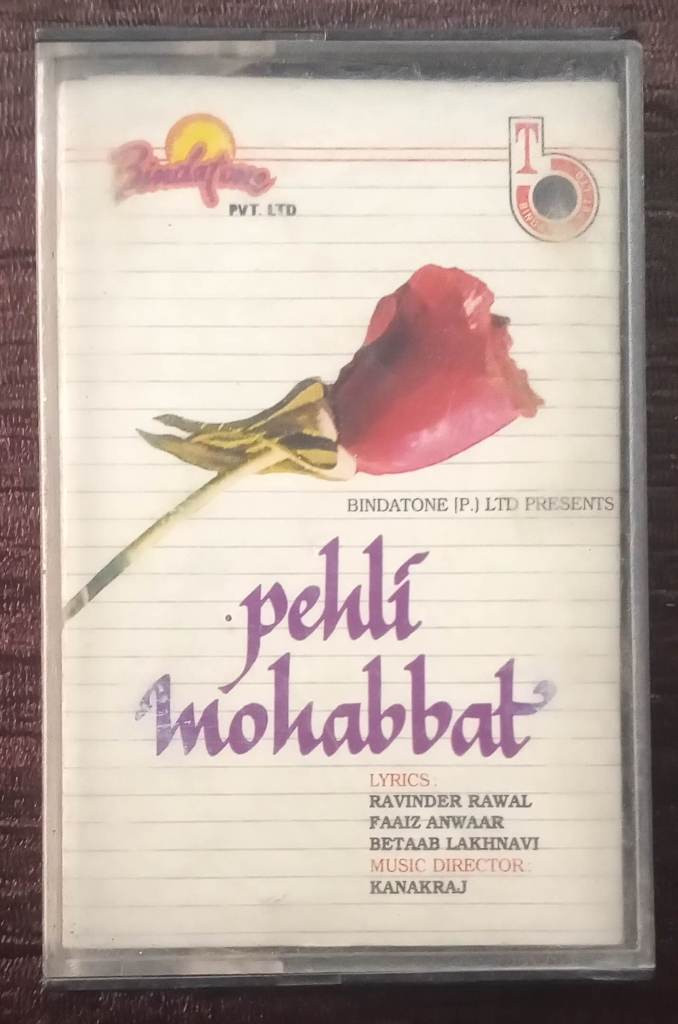 Bindatone
PVT. LTD
T
BINDATONE (P.) LTD PRESENTS
pehli
mohabbat
LYRICS :
RAVINDER RAWAL
FAAIZ ANWAAR
BETAAB LAKHNAVI
MUSIC DIRECTOR :
KANAKRAJ